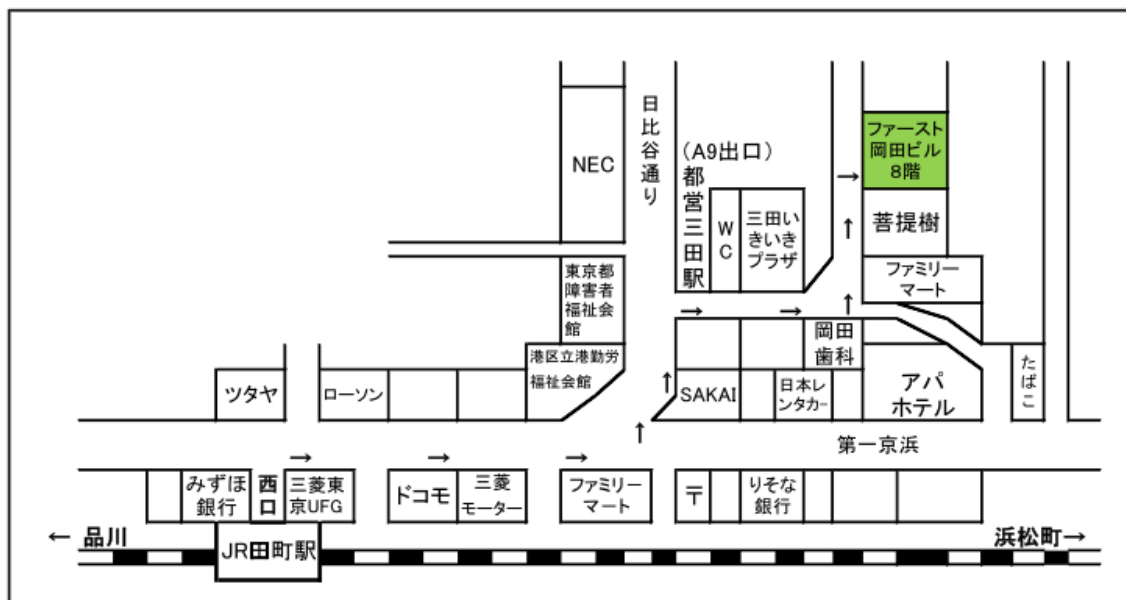 日比谷通り
NEC
(A9出口)
都営三田駅
WC
三田い
きいき
プラザ
ファースト
岡田ビル
8階
→
↑
菩提樹
ファミリー
マート
東京都
障害者
福祉会
館
→
→
↑
岡田
歯科
港区立港勤労
福祉会館
ツタヤ
ローソン
↑
SAKAI
日本レ
ンタカー
アパ
ホテル
たばこ
↑
第一京浜
→
→
→
みずほ
銀行
西口
三菱東
京UFG
ドコモ
三菱
モーター
ファミリー
マート
〒
りそな
銀行
← 品川
JR田町駅
浜松町→